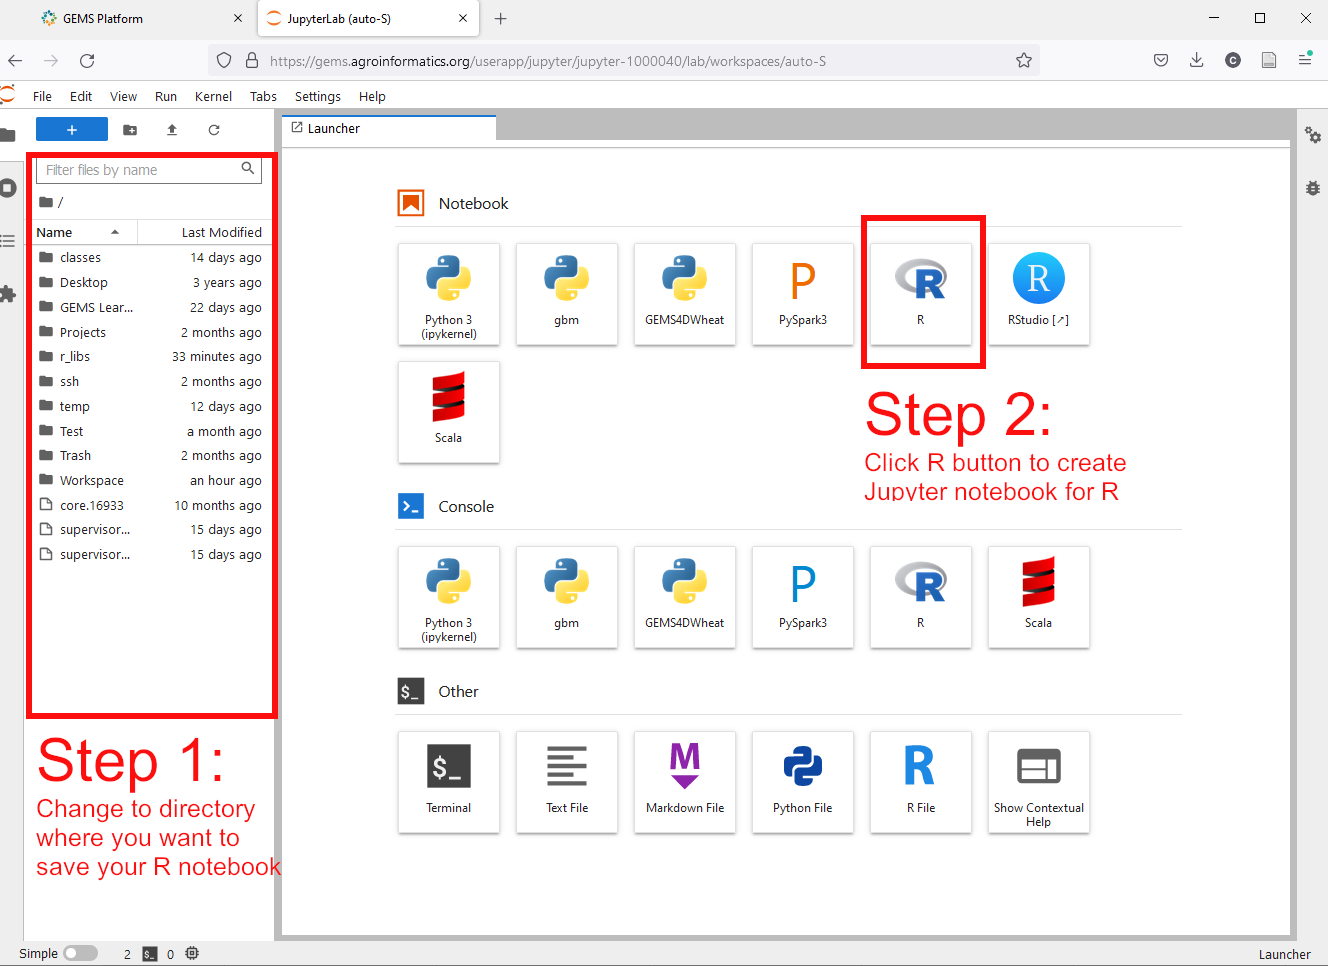 GEMS Platform
JupyterLab (auto-S)
https://gems.agroinformatics.org/userapp/jupyter/jupyter-1000040/lab/workspaces/auto-S
C
File Edit View Run Kernel Tabs Settings Help
+
Launcher
Filter files by name
/
Name Last Modified
classes 14 days ago
Desktop 3 years ago
GEMS Lear... 22 days ago
Projects 2 months ago
r_libs 33 minutes ago
ssh 2 months ago
temp 12 days ago
Test a month ago
Trash 2 months ago
Workspace an hour ago
core.16933 10 months ago
supervisor... 15 days ago
supervisor... 15 days ago
Step 1:
Change to directory
where you want to
save your R notebook
Notebook
Python 3
(ipykernel)
gbm
GEMS4DWheat
P
PySpark3
R
R
R
RStudio [↗]
Scala
Step 2:
Click R button to create
Jupyter notebook for R
Console
Python 3
(ipykernel)
gbm
GEMS4DWheat
P
PySpark3
R
R
Scala
$_
Other
$_
Terminal
Text File
M
Markdown File
Python File
R
R File
Show Contextual
Help
Simple 2 $_ 0
Launcher